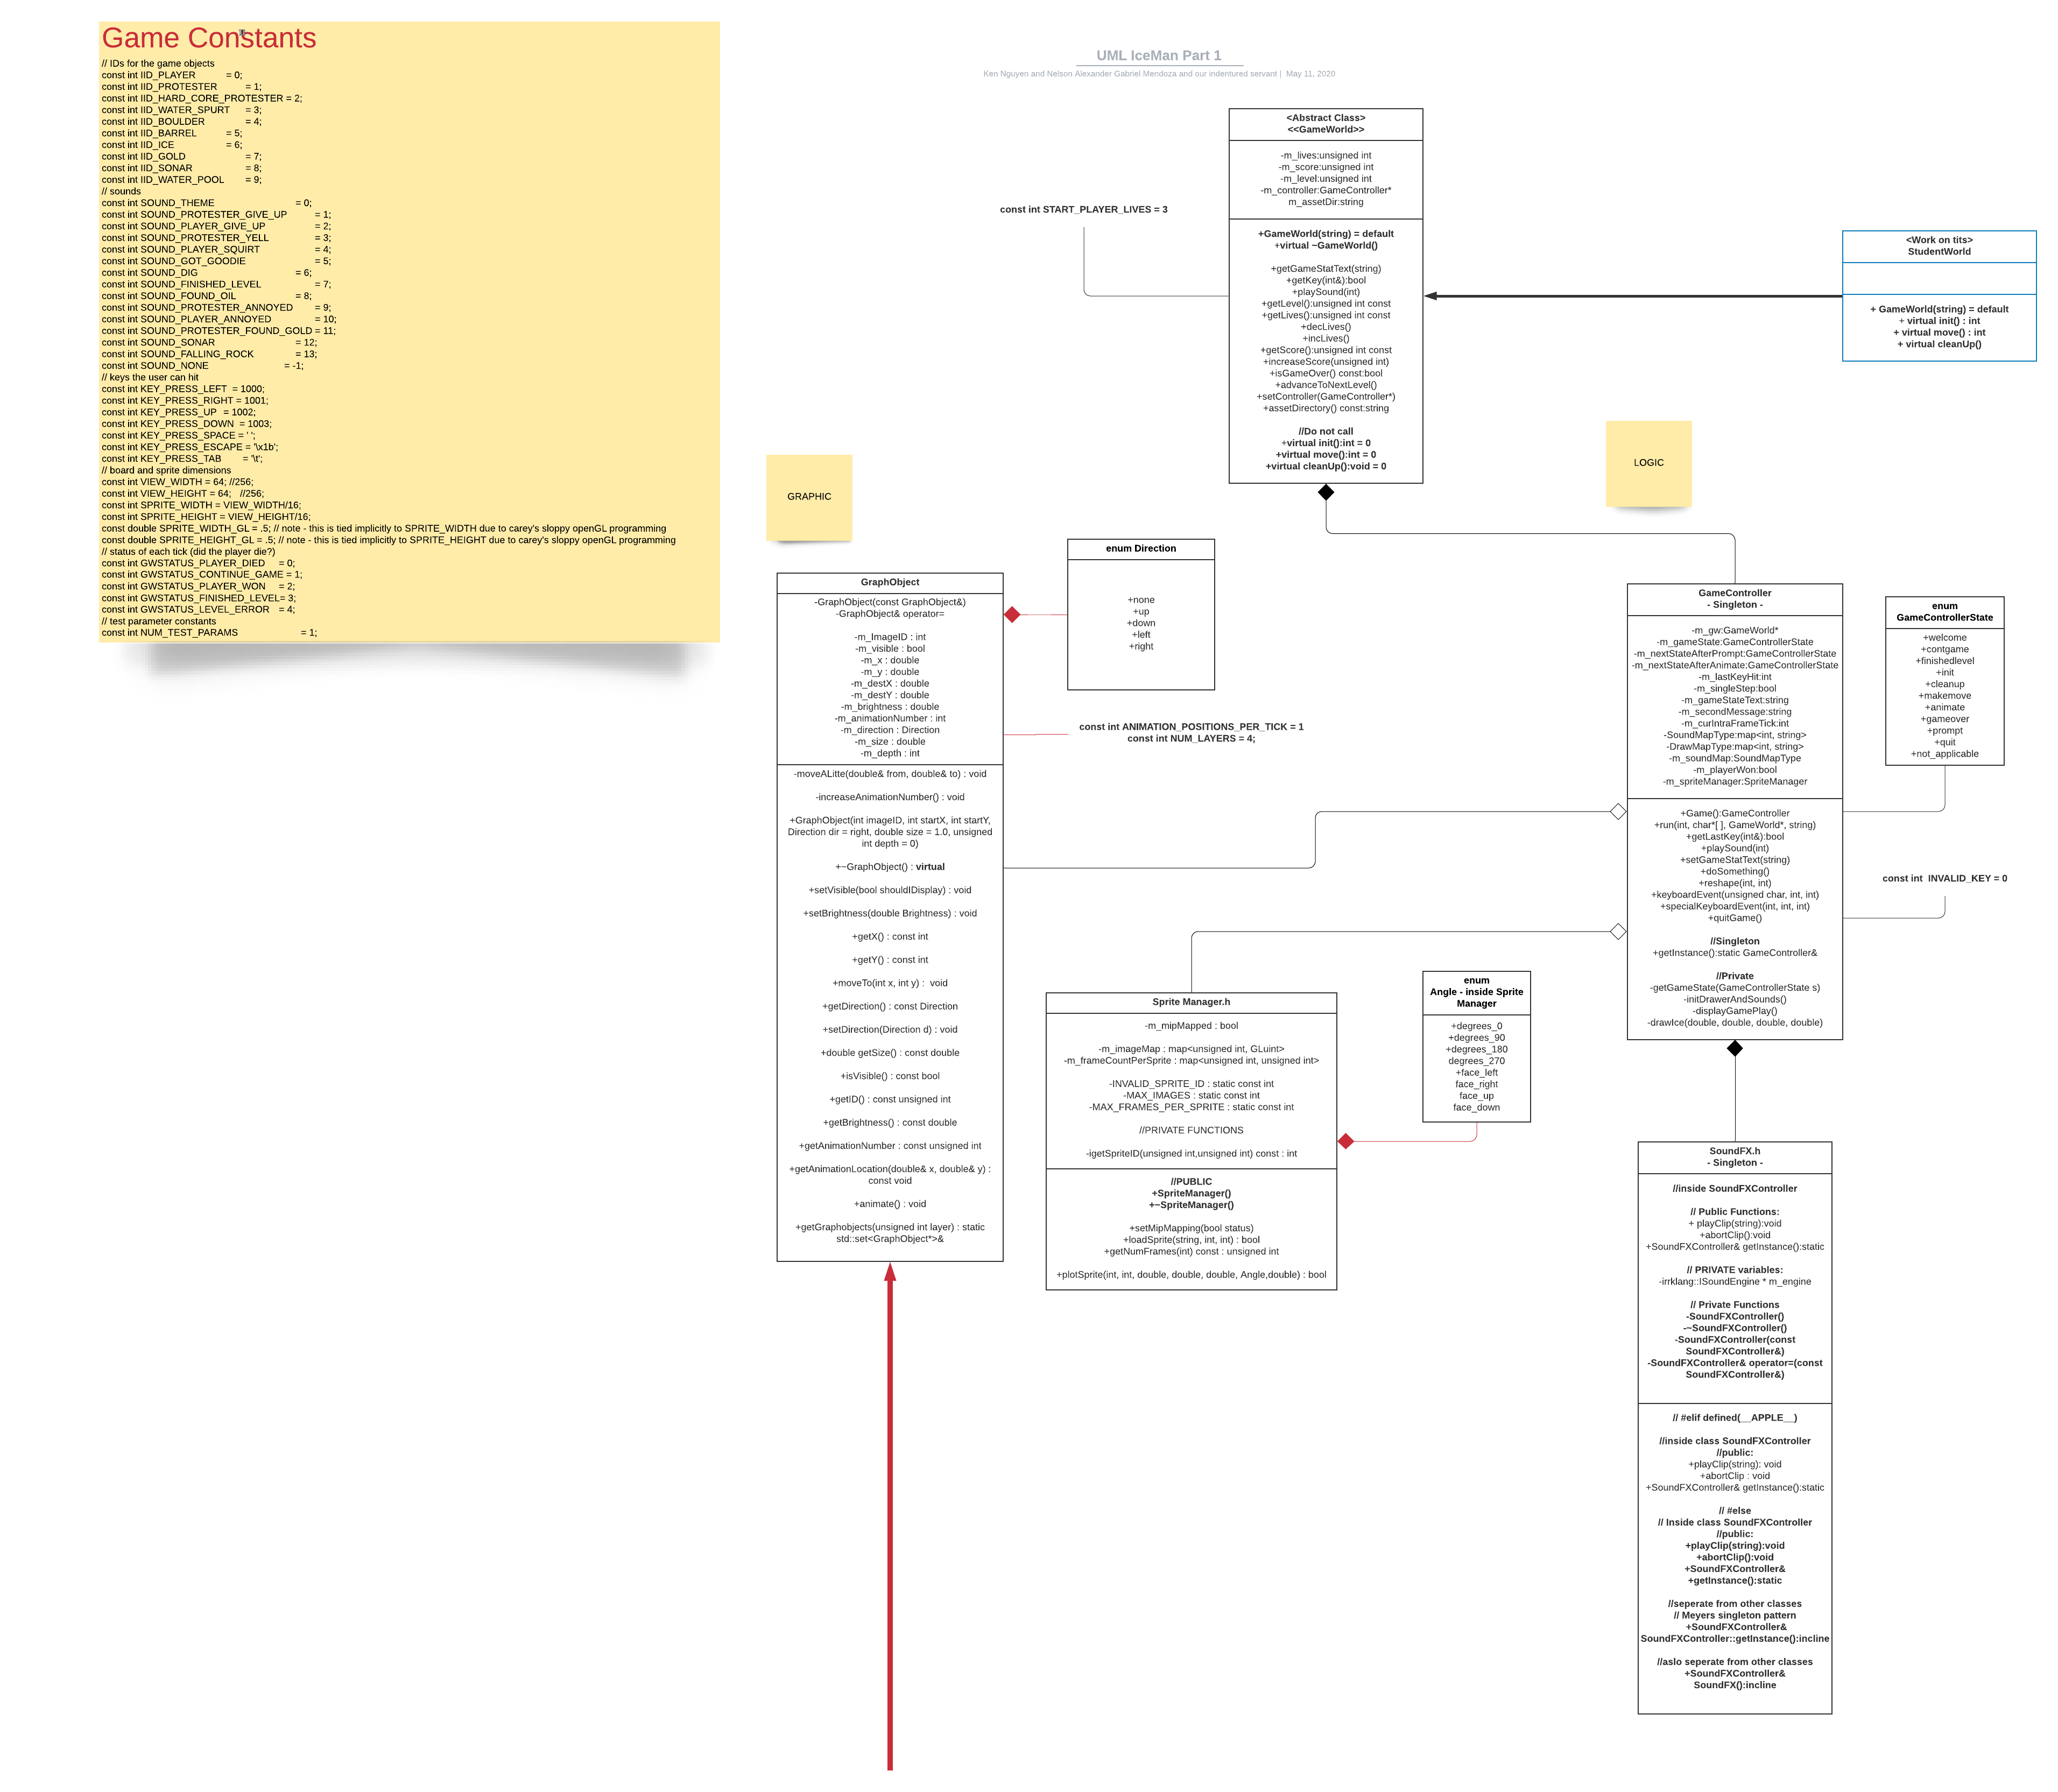 Game Constants
// IDs for the game objects
const int IID_PLAYER = 0;
const int IID_PROTESTER = 1;
const int IID_HARD_CORE_PROTESTER = 2;
const int IID_WATER_SPURT = 3;
const int IID_BOULDER = 4;
const int IID_BARREL = 5;
const int IID_ICE = 6;
const int IID_GOLD = 7;
const int IID_SONAR = 8;
const int IID_WATER_POOL = 9;
// sounds
const int SOUND_THEME = 0;
const int SOUND_PROTESTER_GIVE_UP = 1;
const int SOUND_PLAYER_GIVE_UP = 2;
const int SOUND_PROTESTER_YELL = 3;
const int SOUND_PLAYER_SQUIRT = 4;
const int SOUND_GOT_GOODIE = 5;
const int SOUND_DIG = 6;
const int SOUND_FINISHED_LEVEL = 7;
const int SOUND_FOUND_OIL = 8;
const int SOUND_PROTESTER_ANNOYED = 9;
const int SOUND_PLAYER_ANNOYED = 10;
const int SOUND_PROTESTER_FOUND_GOLD = 11;
const int SOUND_SONAR = 12;
const int SOUND_FALLING_ROCK = 13;
const int SOUND_NONE = -1;
// keys the user can hit
const int KEY_PRESS_LEFT = 1000;
const int KEY_PRESS_RIGHT = 1001;
const int KEY_PRESS_UP = 1002;
const int KEY_PRESS_DOWN = 1003;
const int KEY_PRESS_SPACE = ' ';
const int KEY_PRESS_ESCAPE = '\x1b';
const int KEY_PRESS_TAB = '\t';
// board and sprite dimensions
const int VIEW_WIDTH = 64; //256;
const int VIEW_HEIGHT = 64; //256;
const int SPRITE_WIDTH = VIEW_WIDTH/16;
const int SPRITE_HEIGHT = VIEW_HEIGHT/16;
const double SPRITE_WIDTH_GL = .5; // note - this is tied implicitly to SPRITE_WIDTH due to carey's sloppy openGL programming
const double SPRITE_HEIGHT_GL = .5; // note - this is tied implicitly to SPRITE_HEIGHT due to carey's sloppy openGL programming
// status of each tick (did the player die?)
const int GWSTATUS_PLAYER_DIED = 0;
const int GWSTATUS_CONTINUE_GAME = 1;
const int GWSTATUS_PLAYER_WON = 2;
const int GWSTATUS_FINISHED_LEVEL= 3;
const int GWSTATUS_LEVEL_ERROR = 4;
// test parameter constants
const int NUM_TEST_PARAMS = 1;
UML IceMan Part 1
Ken Nguyen and Nelson Alexander Gabriel Mendoza and our indentured servant | May 11, 2020
<Abstract Class>
<<GameWorld>>
-m_lives:unsigned int
-m_score:unsigned int
-m_level:unsigned int
-m_controller:GameController*
m_assetDir:string
+GameWorld(string) = default
+virtual ~GameWorld()
+getGameStatText(string)
+getKey(int&):bool
+playSound(int)
+getLevel():unsigned int const
+getLives():unsigned int const
+decLives()
+incLives()
+getScore():unsigned int const
+increaseScore(unsigned int)
+isGameOver() const:bool
+advanceToNextLevel()
+setController(GameController*)
+assetDirectory() const:string
//Do not call
+virtual init():int = 0
+virtual move():int = 0
+virtual cleanUp():void = 0
const int START_PLAYER_LIVES = 3
<Work on tits>
StudentWorld
+ GameWorld(string) = default
+ virtual init() : int
+ virtual move() : int
+ virtual cleanUp()
GRAPHIC
LOGIC
enum Direction
+none
+up
+down
+left
+right
GraphObject
-GraphObject(const GraphObject&)
-GraphObject& operator=
-m_ImageID : int
-m_visible : bool
-m_x : double
-m_y : double
-m_destX : double
-m_destY : double
-m_brightness : double
-m_animationNumber : int
-m_direction : Direction
-m_size : double
-m_depth : int
-moveALitte(double& from, double& to) : void
-increaseAnimationNumber() : void
+GraphObject(int imageID, int startX, int startY,
Direction dir = right, double size = 1.0, unsigned
int depth = 0)
+~GraphObject() : virtual
+setVisible(bool shouldIDisplay) : void
+setBrightness(double Brightness) : void
+getX() : const int
+getY() : const int
+moveTo(int x, int y) : void
+getDirection() : const Direction
+setDirection(Direction d) : void
+double getSize() : const double
+isVisible() : const bool
+getID() : const unsigned int
+getBrightness() : const double
+getAnimationNumber : const unsigned int
+getAnimationLocation(double& x, double& y) :
const void
+animate() : void
+getGraphobjects(unsigned int layer) : static
std::set<GraphObject*>&
const int ANIMATION_POSITIONS_PER_TICK = 1
const int NUM_LAYERS = 4;
GameController
- Singleton -
-m_gw:GameWorld*
-m_gameState:GameControllerState
-m_nextStateAfterPrompt:GameControllerState
-m_nextStateAfterAnimate:GameControllerState
-m_lastKeyHit:int
-m_singleStep:bool
-m_gameStateText:string
-m_secondMessage:string
-m_curIntraFrameTick:int
-SoundMapType:map<int, string>
-DrawMapType:map<int, string>
-m_soundMap:SoundMapType
-m_playerWon:bool
-m_spriteManager:SpriteManager
+Game():GameController
+run(int, char*[ ], GameWorld*, string)
+getLastKey(int&):bool
+playSound(int)
+setGameStatText(string)
+doSomething()
+reshape(int, int)
+keyboardEvent(unsigned char, int, int)
+specialKeyboardEvent(int, int, int)
+quitGame()
//Singleton
+getInstance():static GameController&
//Private
-getGameState(GameControllerState s)
-initDrawerAndSounds()
-displayGamePlay()
-drawIce(double, double, double, double)
enum
GameControllerState
+welcome
+contgame
+finishedlevel
+init
+cleanup
+makemove
+animate
+gameover
+prompt
+quit
+not_applicable
const int INVALID_KEY = 0
Sprite Manager.h
-m_mipMapped : bool
-m_imageMap : map<unsigned int, GLuint>
-m_frameCountPerSprite : map<unsigned int, unsigned int>
-INVALID_SPRITE_ID : static const int
-MAX_IMAGES : static const int
-MAX_FRAMES_PER_SPRITE : static const int
//PRIVATE FUNCTIONS
-igetSpriteID(unsigned int,unsigned int) const : int
//PUBLIC
+SpriteManager()
+~SpriteManager()
+setMipMapping(bool status)
+loadSprite(string, int, int) : bool
+getNumFrames(int) const : unsigned int
+plotSprite(int, int, double, double, double, Angle,double) : bool
enum
Angle - inside Sprite
Manager
+degrees_0
+degrees_90
+degrees_180
degrees_270
+face_left
face_right
face_up
face_down
SoundFX.h
- Singleton -
//inside SoundFXController
// Public Functions:
+ playClip(string):void
+abortClip():void
+SoundFXController& getInstance():static
// PRIVATE variables:
-irrklang::ISoundEngine * m_engine
// Private Functions
-SoundFXController()
-~SoundFXController()
-SoundFXController(const
SoundFXController&)
-SoundFXController& operator=(const
SoundFXController&)
// #elif defined(__APPLE__)
//inside class SoundFXController
//public:
+playClip(string): void
+abortClip : void
+SoundFXController& getInstance():static
// #else
// Inside class SoundFXController
//public:
+playClip(string):void
+abortClip():void
+SoundFXController&
+getInstance():static
//seperate from other classes
// Meyers singleton pattern
+SoundFXController&
SoundFXController::getInstance():incline
//aslo seperate from other classes
+SoundFXController&
SoundFX():incline